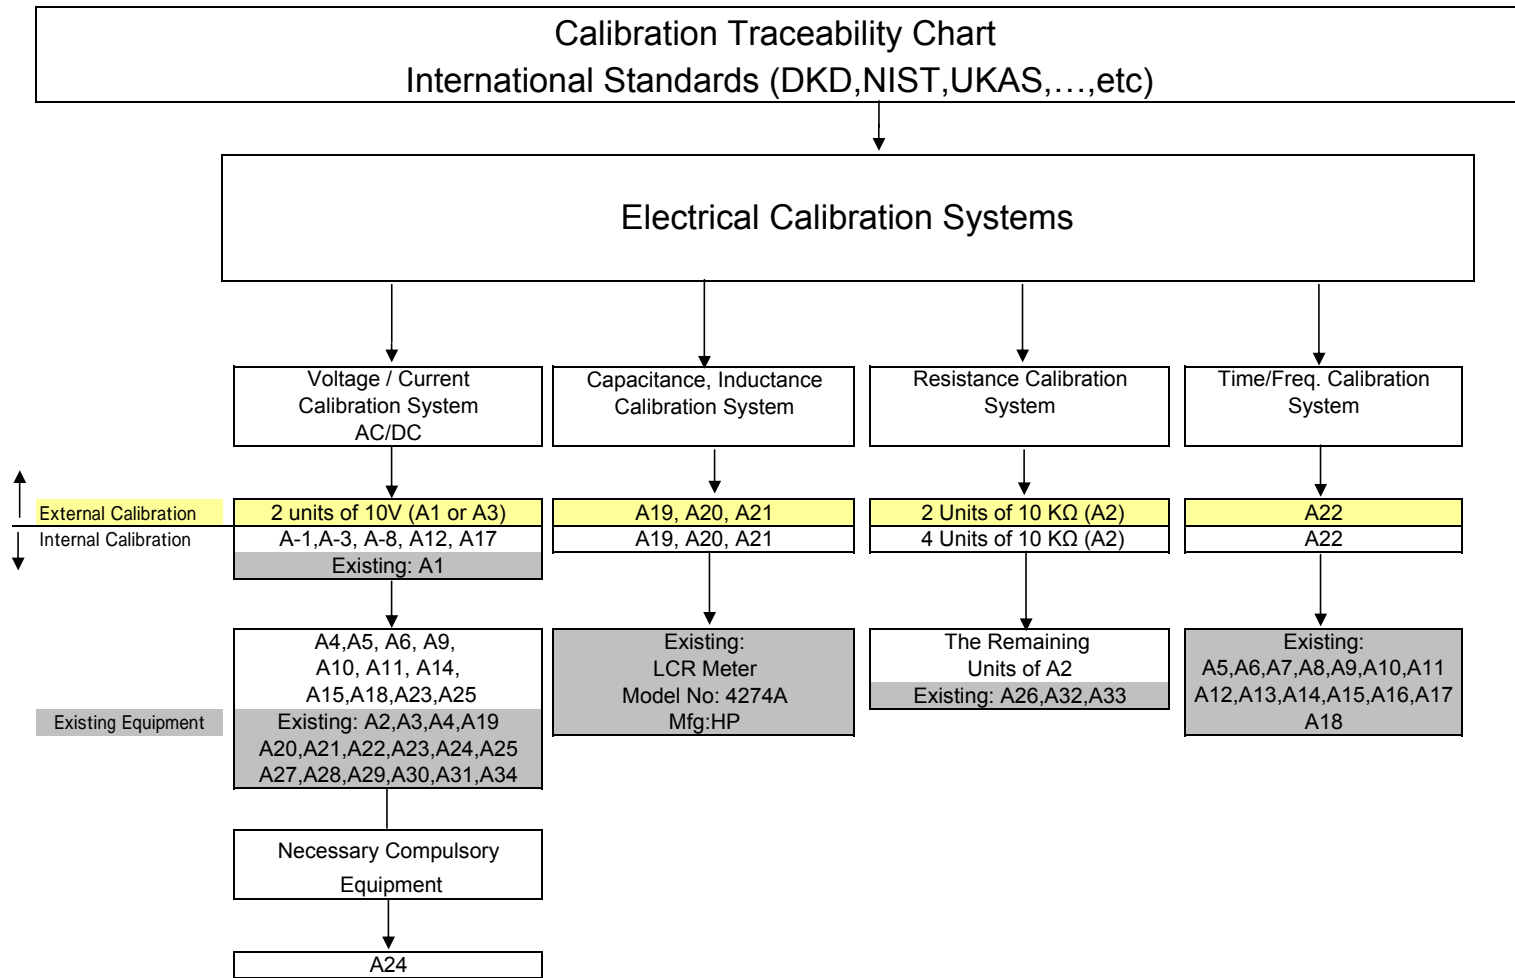 Calibration Traceability Chart
International Standards (DKD,NIST,UKAS,…,etc)
Electrical Calibration Systems
Voltage / Current
Calibration System
AC/DC
Capacitance, Inductance
Calibration System
Resistance Calibration
System
Time/Freq. Calibration
System
External Calibration
2 units of 10V (A1 or A3)
A19, A20, A21
2 Units of 10 KΩ (A2)
A22
Internal Calibration
A-1,A-3, A-8, A12, A17
A19, A20, A21
4 Units of 10 KΩ (A2)
A22
Existing: A1
A4,A5, A6, A9,
A10, A11, A14,
A15,A18,A23,A25
Existing Equipment
Existing: A2,A3,A4,A19
A20,A21,A22,A23,A24,A25
A27,A28,A29,A30,A31,A34
Existing:
LCR Meter
Model No: 4274A
Mfg:HP
The Remaining
Units of A2
Existing: A26,A32,A33
Existing:
A5,A6,A7,A8,A9,A10,A11
A12,A13,A14,A15,A16,A17
A18
Necessary Compulsory
Equipment
A24